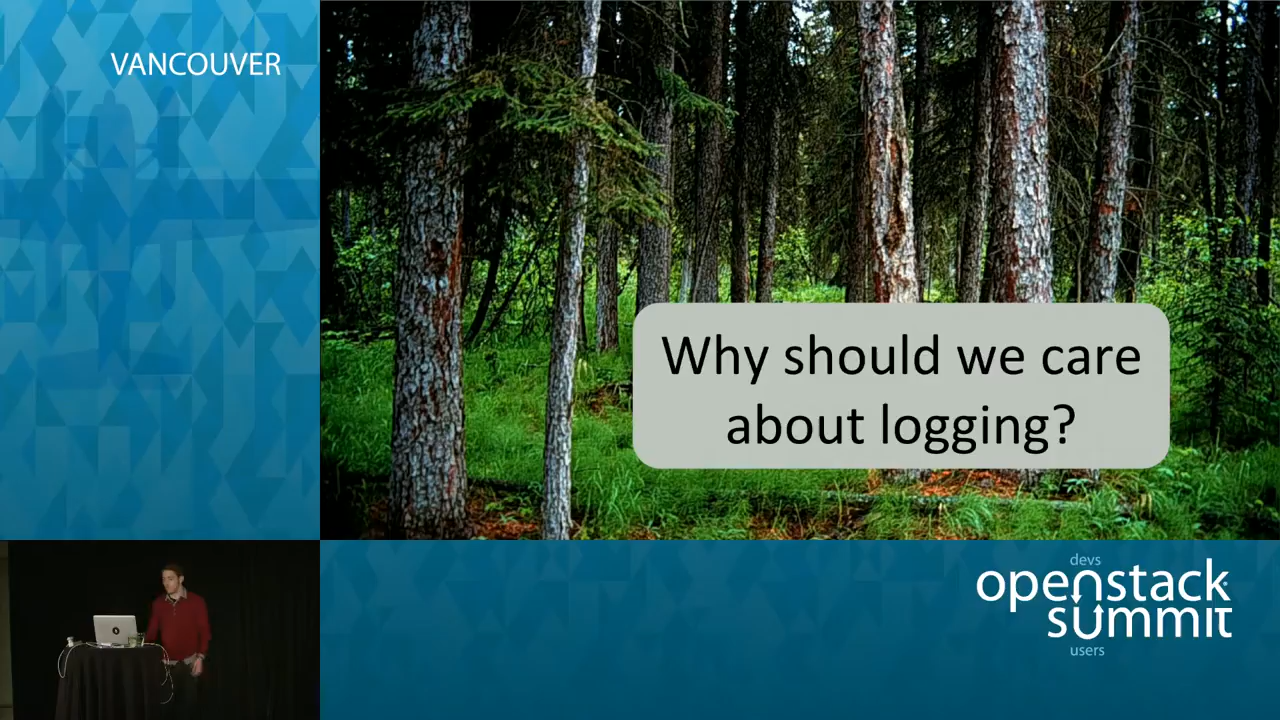 VANCOUVER
Why should we care
about logging?
devs
openstack
summit
users